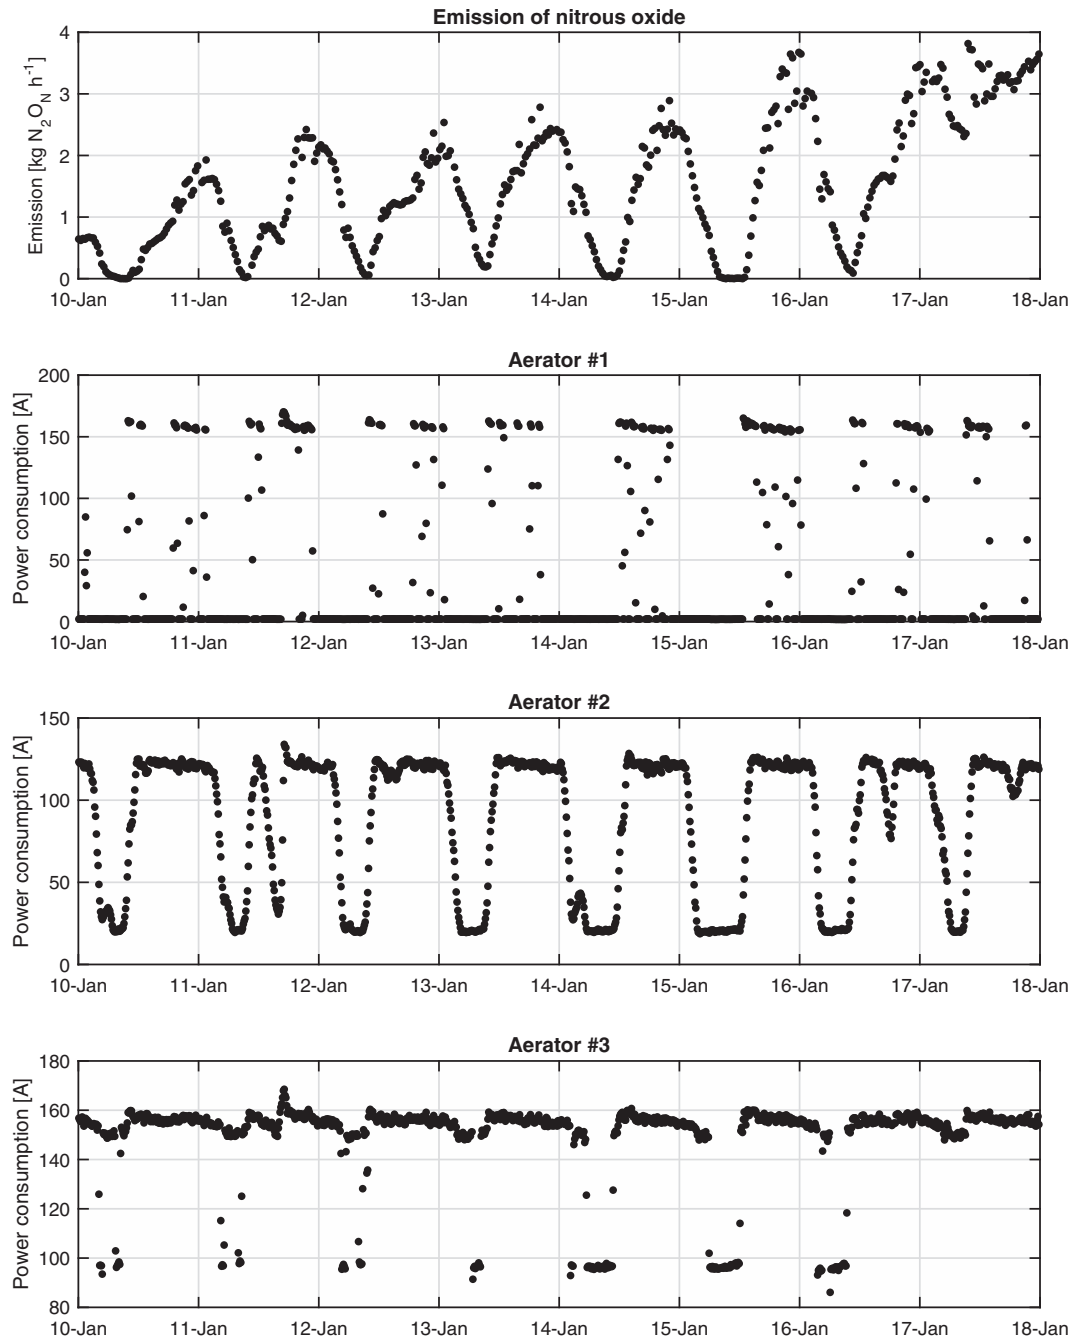 Emission of nitrous oxide
Emission [kg N2ON h-1]
4
3
2
1
0
10-Jan 11-Jan 12-Jan 13-Jan 14-Jan 15-Jan 16-Jan 17-Jan 18-Jan
Aerator #1
Power consumption [A]
200
150
100
50
0
10-Jan 11-Jan 12-Jan 13-Jan 14-Jan 15-Jan 16-Jan 17-Jan 18-Jan
Aerator #2
Power consumption [A]
150
100
50
0
10-Jan 11-Jan 12-Jan 13-Jan 14-Jan 15-Jan 16-Jan 17-Jan 18-Jan
Aerator #3
Power consumption [A]
180
160
140
120
100
80
10-Jan 11-Jan 12-Jan 13-Jan 14-Jan 15-Jan 16-Jan 17-Jan 18-Jan